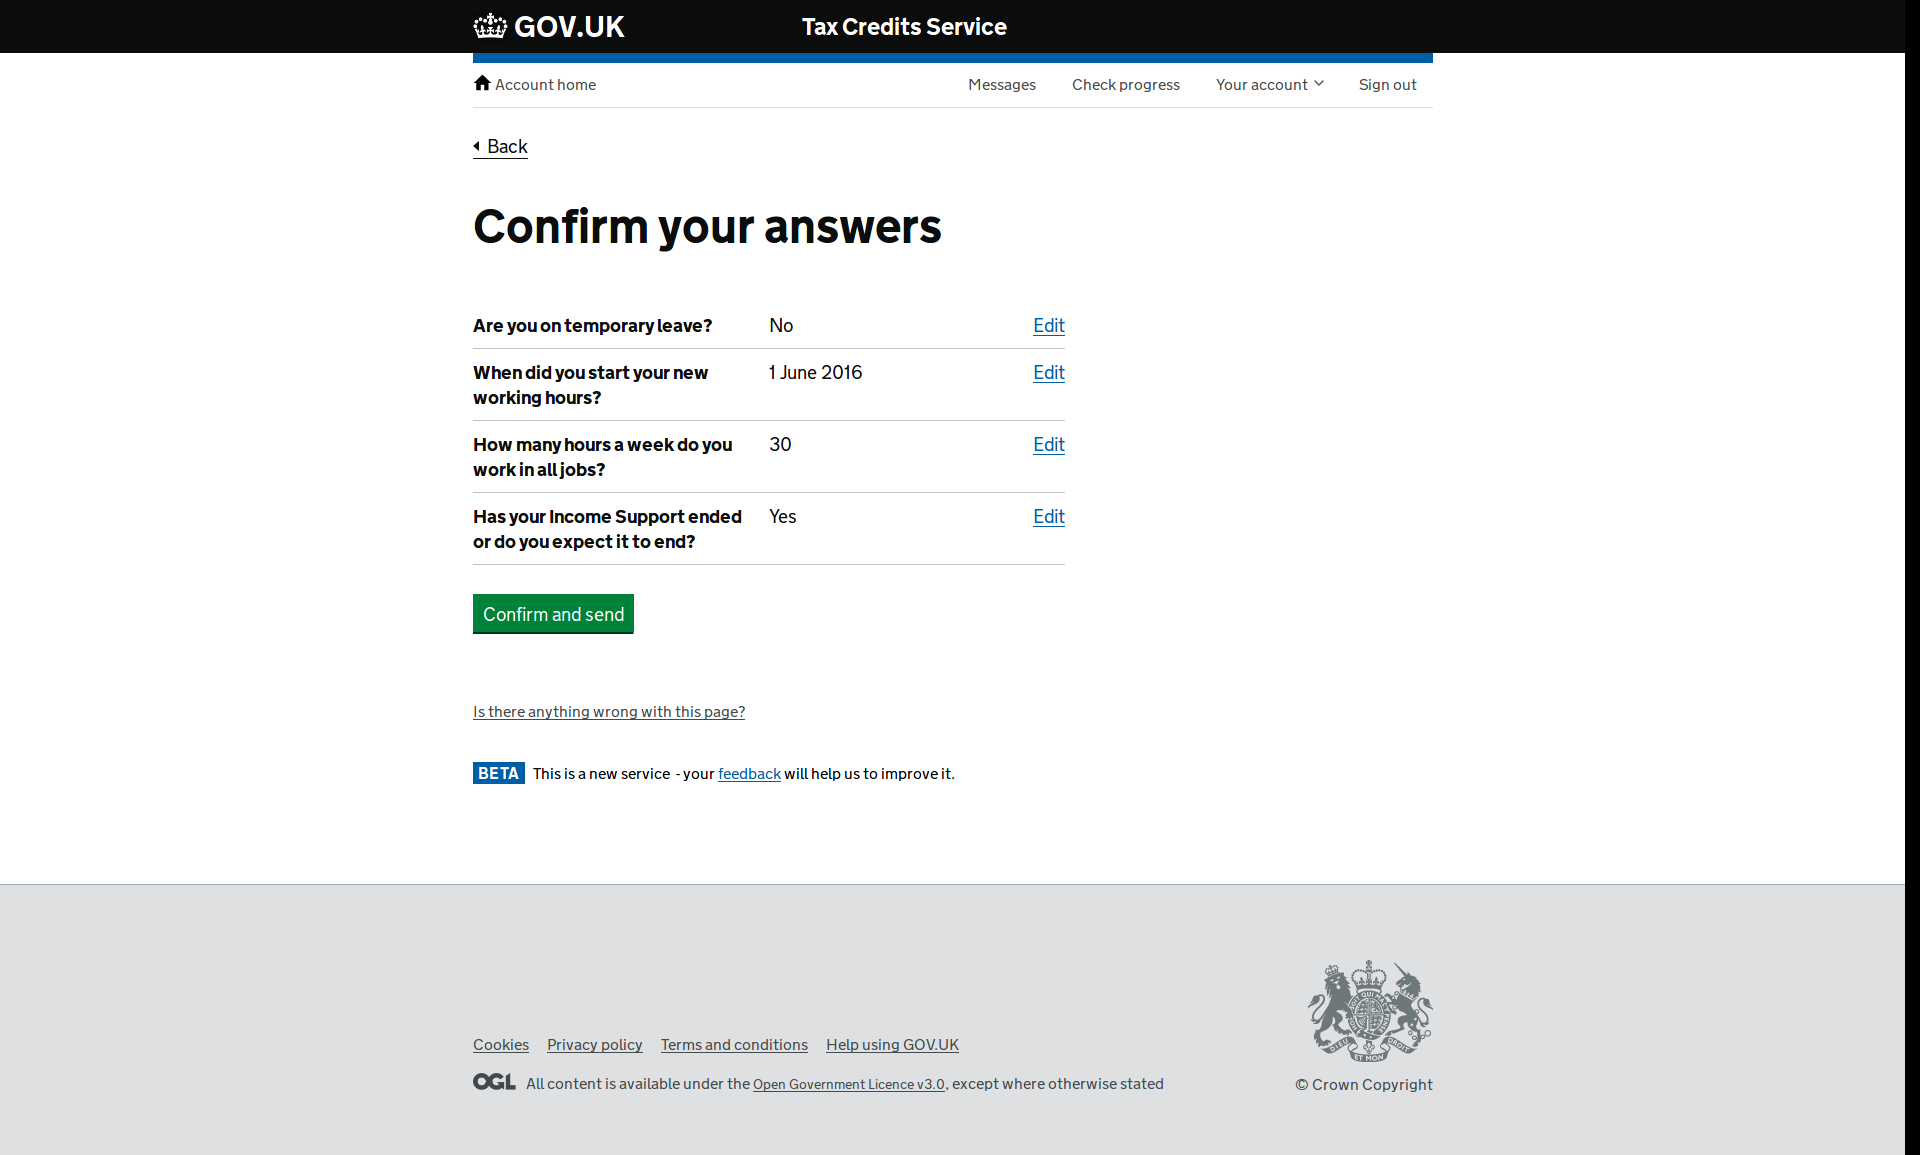 GOV.UK
Tax Credits Service
Account home
Messages
Check progress
Your account
Sign out
Back
Confirm your answers
Are you on temporary leave? No Edit
When did you start your new 1 June 2016 Edit
working hours?
How many hours a week do you 30 Edit
work in all jobs?
Has your Income Support ended Yes Edit
or do you expect it to end?
Confirm and send
Is there anything wrong with this page?
BETA This is a new service - your feedback will help us to improve it.
Cookies Privacy policy Terms and conditions Help using GOV.UK
OGL All content is available under the Open Government Licence v3.0, except where otherwise stated
DIEU ET MON DROIT
© Crown Copyright